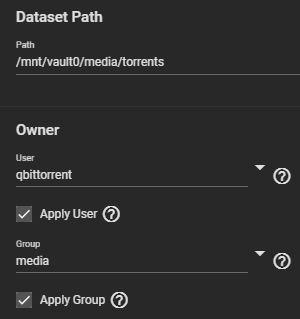 Dataset Path
Path
/mnt/vault0/media/torrents
Owner
User
qbittorrent
Apply User ?
Group
media
Apply Group ?